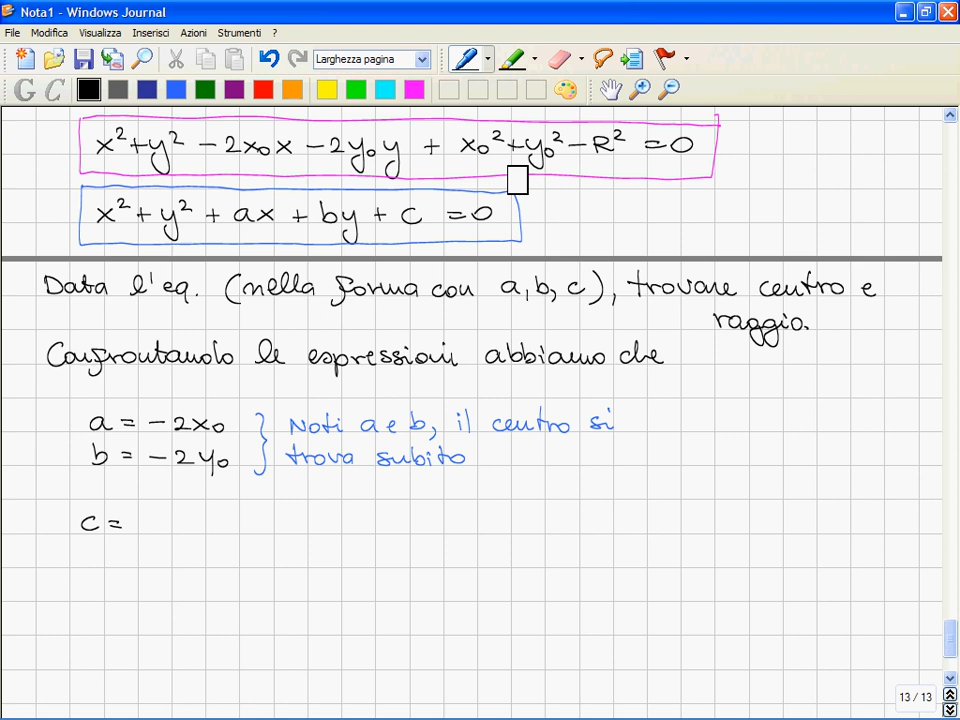 Nota1 - Windows Journal
File Modifica Visualizza Inserisci Azioni Strumenti ?
Larghezza pagina
G C
x² + y² - 2x₀x - 2y₀y + x₀² + y₀² - R² = 0
x² + y² + ax + by + c = 0
Data l'eq. (nella forma con a, b, c), trovare centro e
raggio.
Confrontando le espressioni abbiamo che
a = -2x₀ } Noti a e b, il centro si
b = -2y₀ } trova subito
c =
13 / 13